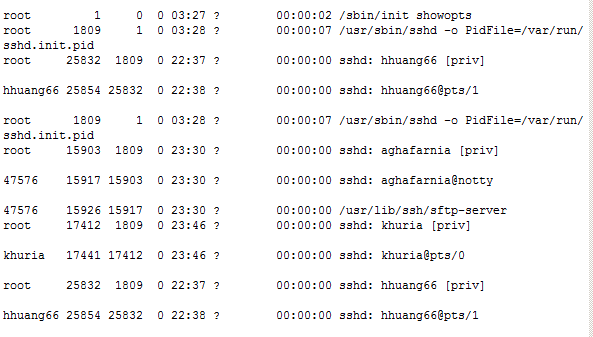 root 1 0 0 03:27 ? 00:00:02 /sbin/init showopts
root 1809 1 0 03:28 ? 00:00:07 /usr/sbin/sshd -o PidFile=/var/run/
sshd.init.pid
root 25832 1809 0 22:37 ? 00:00:00 sshd: hhuang66 [priv]
hhuang66 25854 25832 0 22:38 ? 00:00:00 sshd: hhuang66@pts/1
root 1809 1 0 03:28 ? 00:00:07 /usr/sbin/sshd -o PidFile=/var/run/
sshd.init.pid
root 15903 1809 0 23:30 ? 00:00:00 sshd: aghafarnia [priv]
47576 15917 15903 0 23:30 ? 00:00:00 sshd: aghafarnia@notty
47576 15926 15917 0 23:30 ? 00:00:00 /usr/lib/ssh/sftp-server
root 17412 1809 0 23:46 ? 00:00:00 sshd: khuria [priv]
khuria 17441 17412 0 23:46 ? 00:00:00 sshd: khuria@pts/0
root 25832 1809 0 22:37 ? 00:00:00 sshd: hhuang66 [priv]
hhuang66 25854 25832 0 22:38 ? 00:00:00 sshd: hhuang66@pts/1